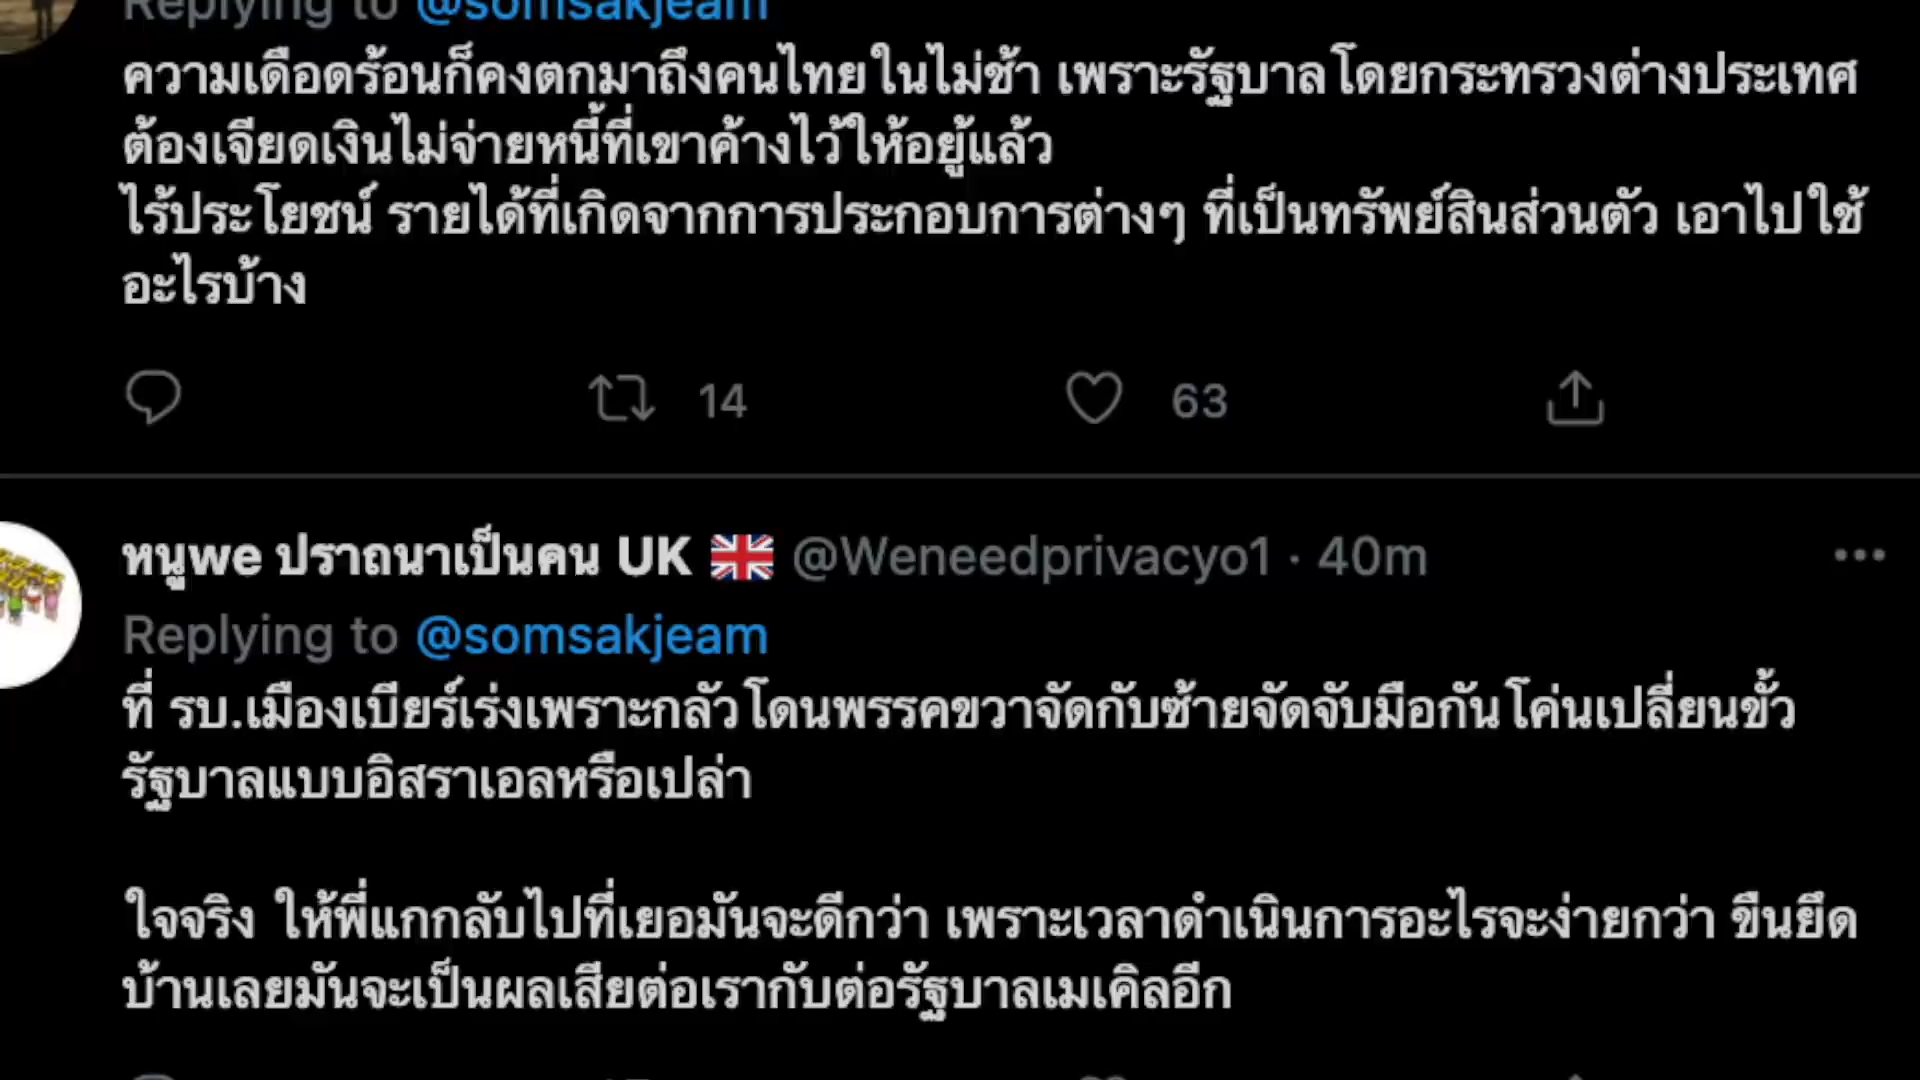 Replying to @somsakjeam
ความเดือดร้อนก็คงตกมาถึงคนไทยในไม่ช้า เพราะรัฐบาลโดยกระทรวงต่างประเทศ
ต้องเจียดเงินไม่จ่ายหนี้ที่เขาค้างไว้ให้อยู้แล้ว
ไร้ประโยชน์ รายได้ที่เกิดจากการประกอบการต่างๆ ที่เป็นทรัพย์สินส่วนตัว เอาไปใช้
อะไรบ้าง
14 63
หนูwe ปราถนาเป็นคน UK 🇬🇧 @Weneedprivacyo1 · 40m
Replying to @somsakjeam
ที่ รบ.เมืองเบียร์เร่งเพราะกลัวโดนพรรคขวาจัดกับซ้ายจัดจับมือกันโค่นเปลี่ยนขั้ว
รัฐบาลแบบอิสราเอลหรือเปล่า
ใจจริง ให้พี่แกกลับไปที่เยอมันจะดีกว่า เพราะเวลาดำเนินการอะไรจะง่ายกว่า ขืนยึด
บ้านเลยมันจะเป็นผลเสียต่อเรากับต่อรัฐบาลเมเคิลอีก